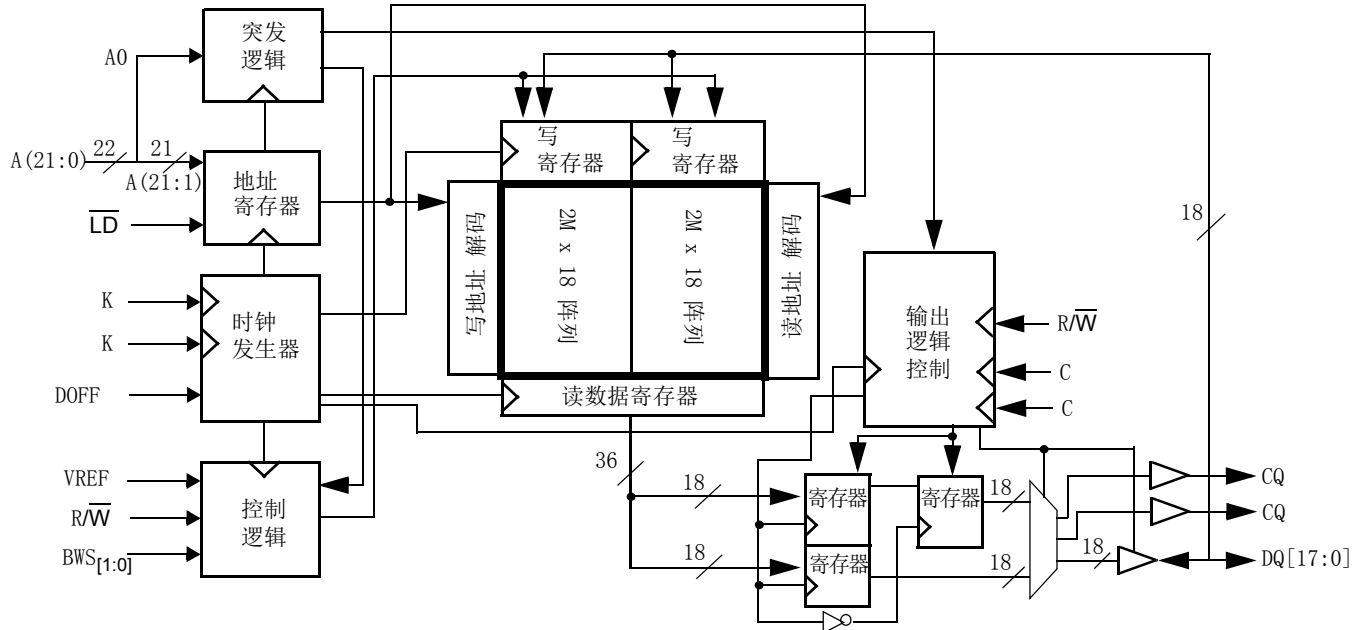 突发
逻辑
A0
A(21:0)
22
21
A(21:1)
地址
寄存器
LD
K
K
时钟
发生器
DOFF
VREF
R/W
BWS[1:0]
控制
逻辑
写
寄存器
写
寄存器
写地址 解码
2M x 18 阵列
2M x 18 阵列
读地址 解码
读数据寄存器
18
输出
逻辑
控制
R/W
C
C
36
18
18
寄存器
寄存器
寄存器
18
18
18
CQ
CQ
DQ[17:0]